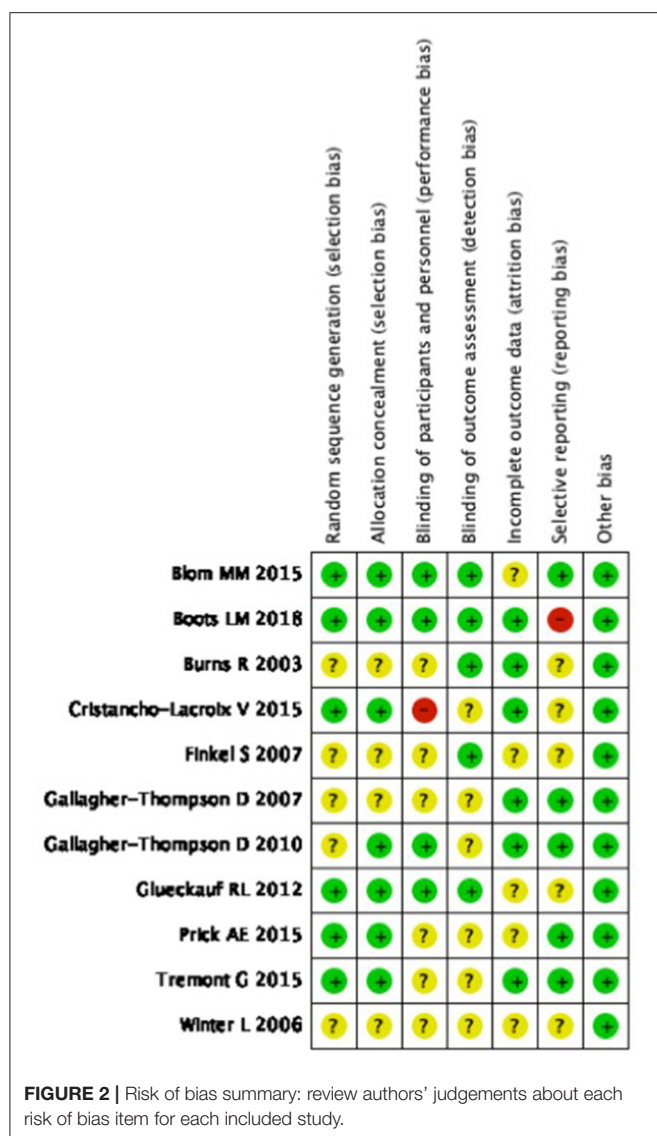 Random sequence generation (selection bias)
Allocation concealment (selection bias)
Blinding of participants and personnel (performance bias)
Blinding of outcome assessment (detection bias)
Incomplete outcome data (attrition bias)
Selective reporting (reporting bias)
Other bias
Blom MM 2015 + + + + ? + +
Boots LM 2018 + + + + + - +
Burns R 2003 ? ? ? + + ? +
Cristancho-Lacroix V 2015 + + - ? + ? +
Finkel S 2007 ? ? ? + ? ? +
Gallagher-Thompson D 2007 ? ? ? ? + + +
Gallagher-Thompson D 2010 ? + + ? + + +
Glueckauf RL 2012 + + + + ? ? +
Prick AE 2015 + + ? ? ? + +
Tremont G 2015 + + ? ? + + +
Winter L 2006 ? ? ? ? ? ? +
FIGURE 2 | Risk of bias summary: review authors' judgements about each
risk of bias item for each included study.